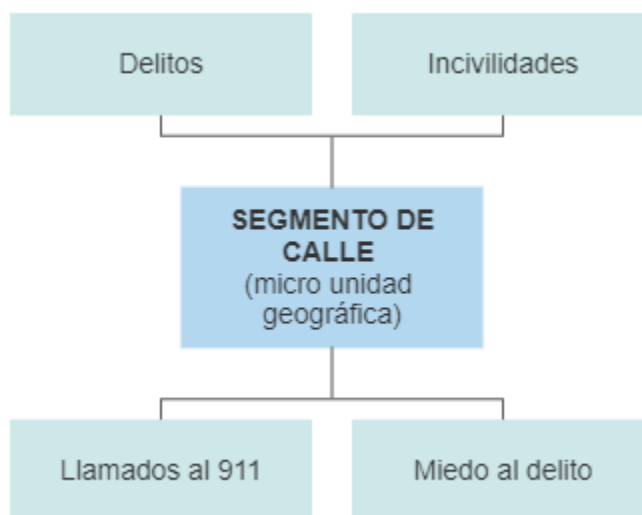 Delitos
Incivilidades
SEGMENTO DE
CALLE
(micro unidad
geográfica)
Llamados al 911
Miedo al delito